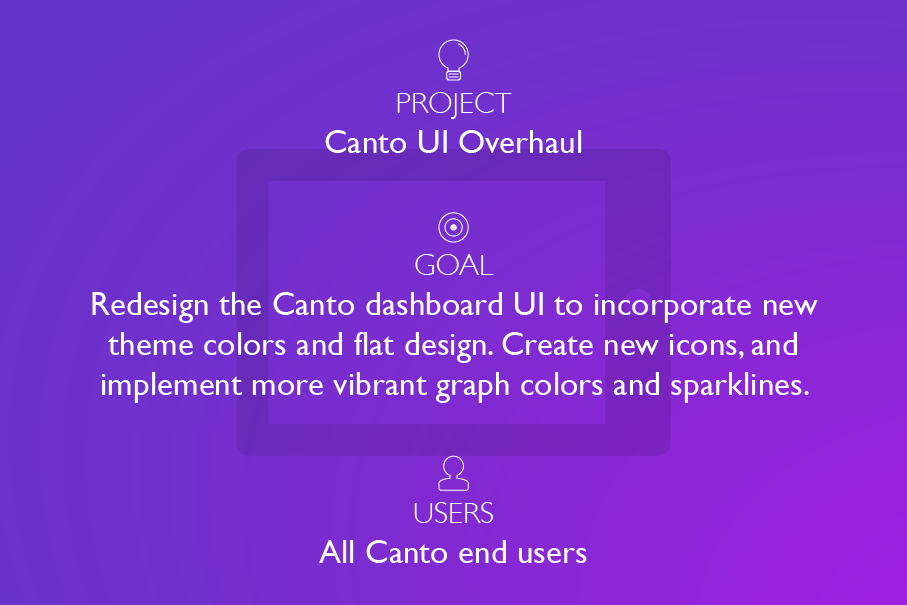 PROJECT
Canto UI Overhaul
GOAL
Redesign the Canto dashboard UI to incorporate new
theme colors and flat design. Create new icons, and
implement more vibrant graph colors and sparklines.
USERS
All Canto end users